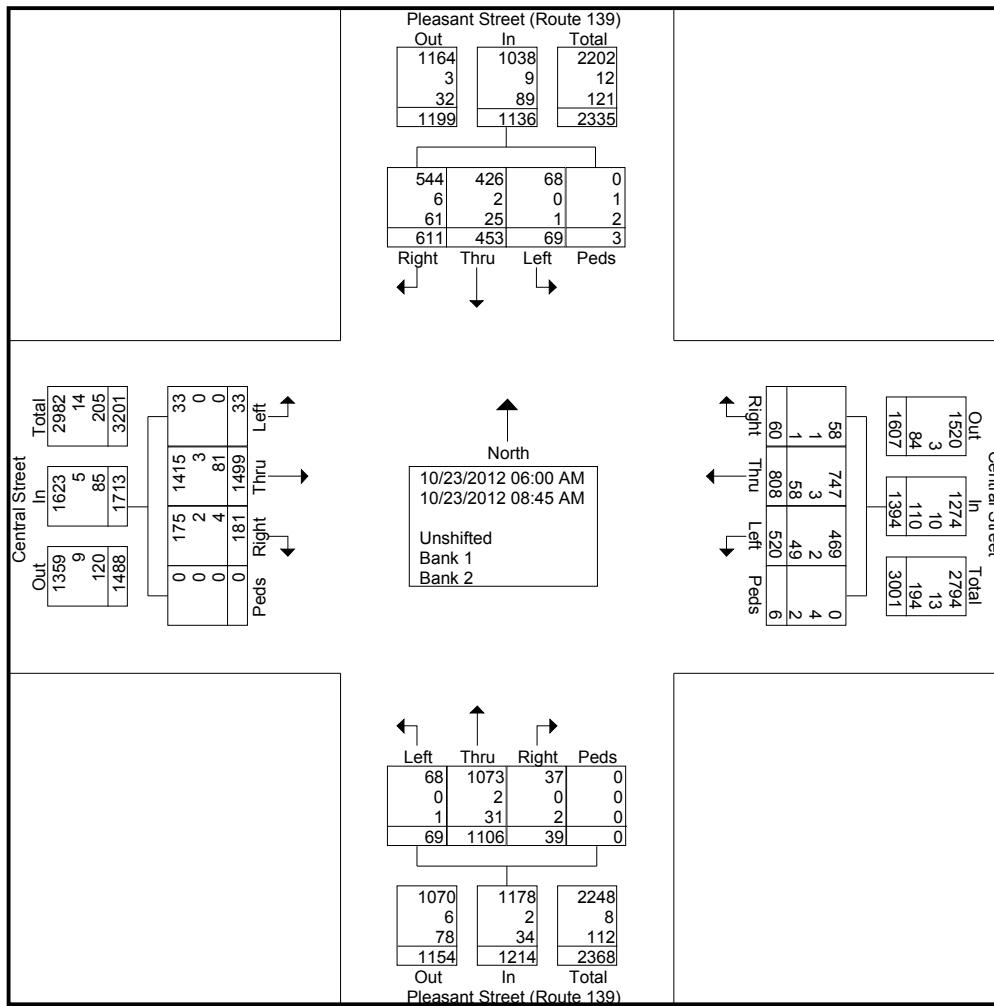 Pleasant Street (Route 139)
Out In Total
1164 1038 2202
3 9 12
32 89 121
1199 1136 2335
544 426 68 0
6 2 0 1
61 25 1 2
611 453 69 3
Right Thru Left Peds
Central Street
Out In Total
1359 1623 2982
9 5 14
120 85 205
1488 1713 3201
0 175 1415 33
0 2 3 0
0 4 81 0
0 181 1499 33
Peds Right Thru Left
North
10/23/2012 06:00 AM
10/23/2012 08:45 AM
Unshifted
Bank 1
Bank 2
Central Street
Out In Total
1520 1274 2794
3 10 13
84 110 194
1607 1394 3001
58 747 469 0
1 3 2 4
1 58 49 2
60 808 520 6
Right Thru Left Peds
Left Thru Right Peds
68 1073 37 0
0 2 0 0
1 31 2 0
69 1106 39 0
1070 1178 2248
6 2 8
78 34 112
1154 1214 2368
Out In Total
Pleasant Street (Route 139)